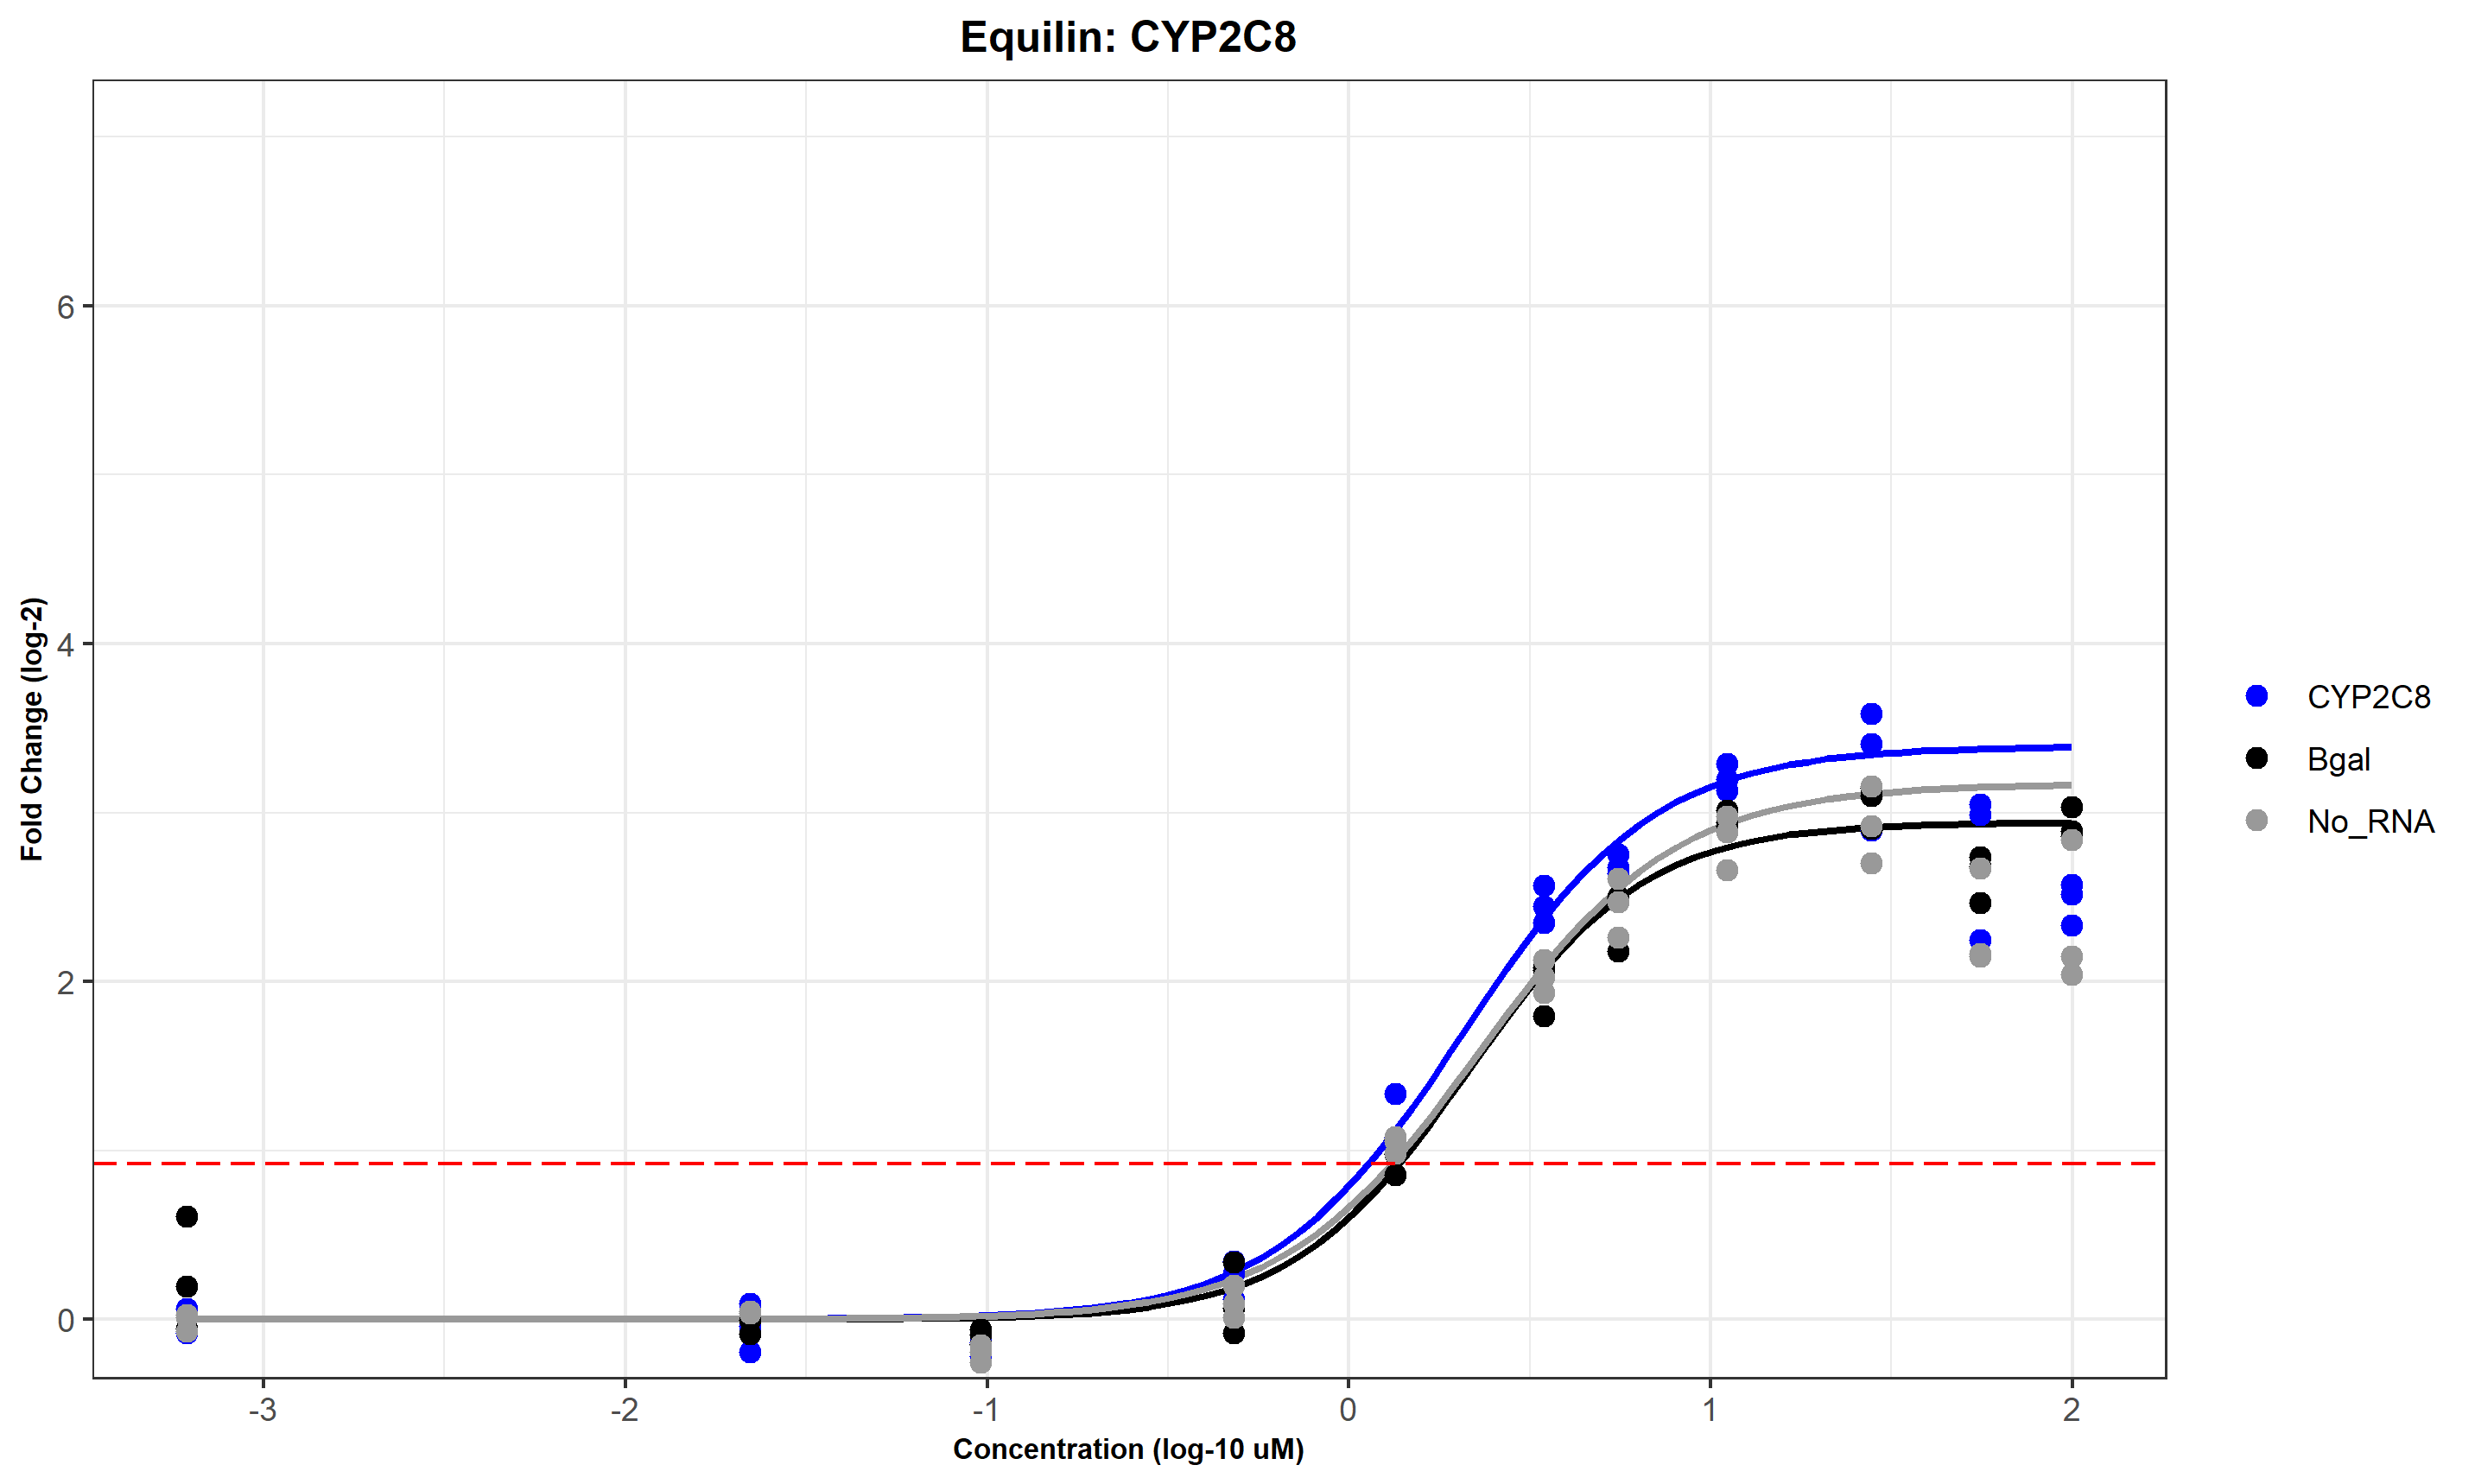 Equilin: CYP2C8
Fold Change (log-2)
6
4
2
0
-3
-2
-1
0
1
2
Concentration (log-10 uM)
CYP2C8
Bgal
No_RNA